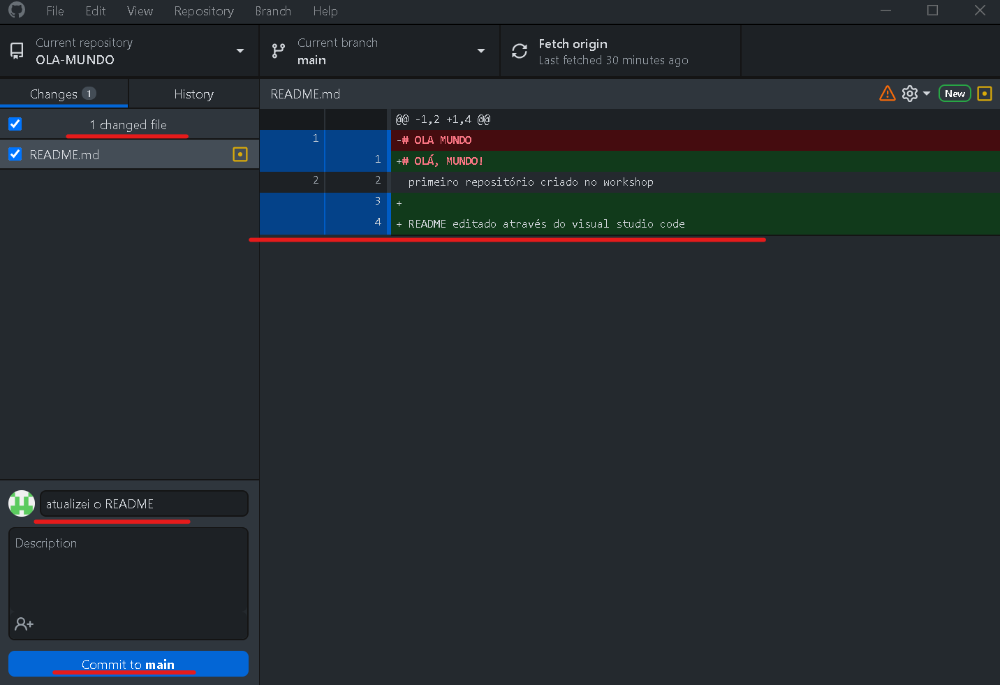 File Edit View Repository Branch Help
Current repository
OLA-MUNDO
Current branch
main
Fetch origin
Last fetched 30 minutes ago
Changes 1
History
README.md
New
1 changed file
README.md
@@ -1,2 +1,4 @@
1 -# OLA MUNDO
1 +# OLÁ, MUNDO!
2 2 primeiro repositório criado no workshop
3 +
4 + README editado através do visual studio code
atualizei o README
Description
Commit to main